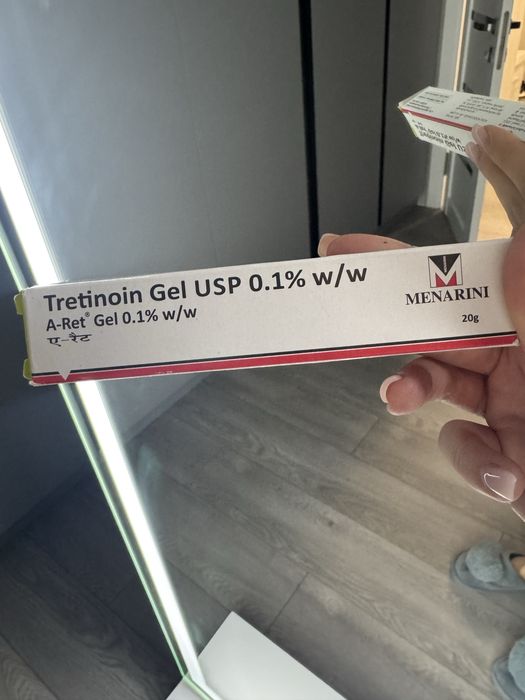 Tretinoin Gel USP 0.1% w/w
A-Ret® Gel 0.1% w/w
ए-रैट
MENARINI
20g